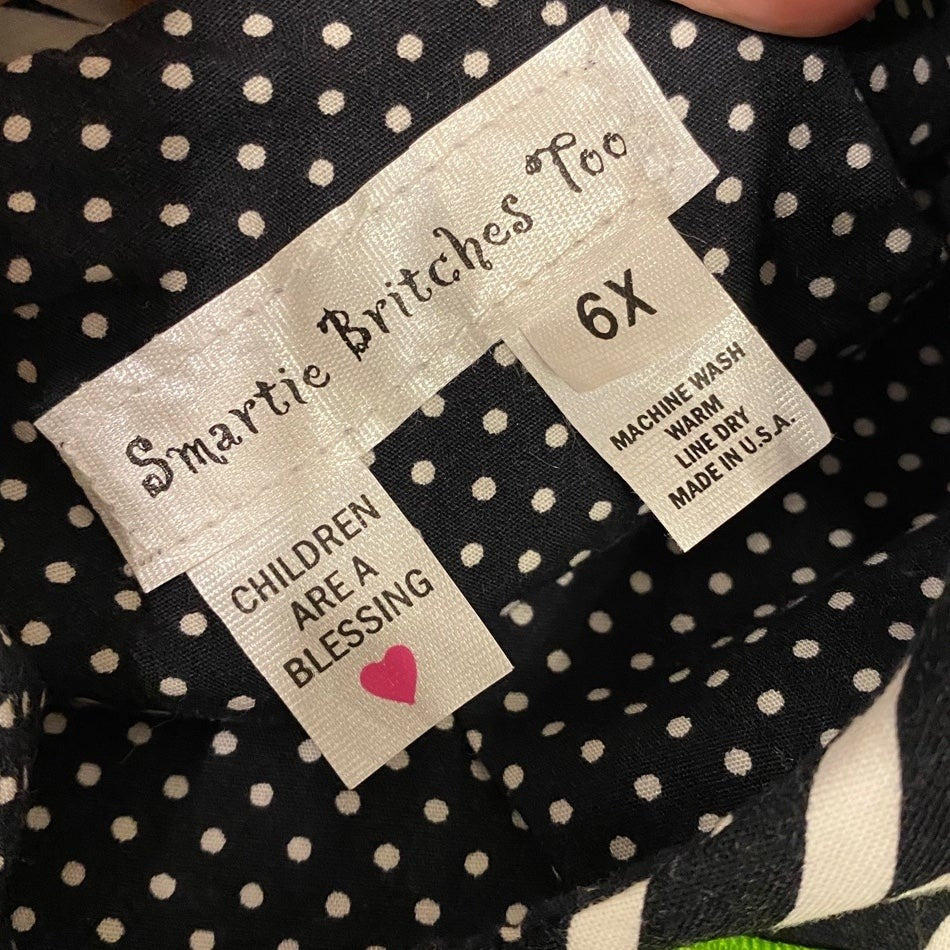 Smartie Britches Too
6X
MACHINE WASH
WARM
LINE DRY
MADE IN U.S.A.
CHILDREN
ARE A
BLESSING